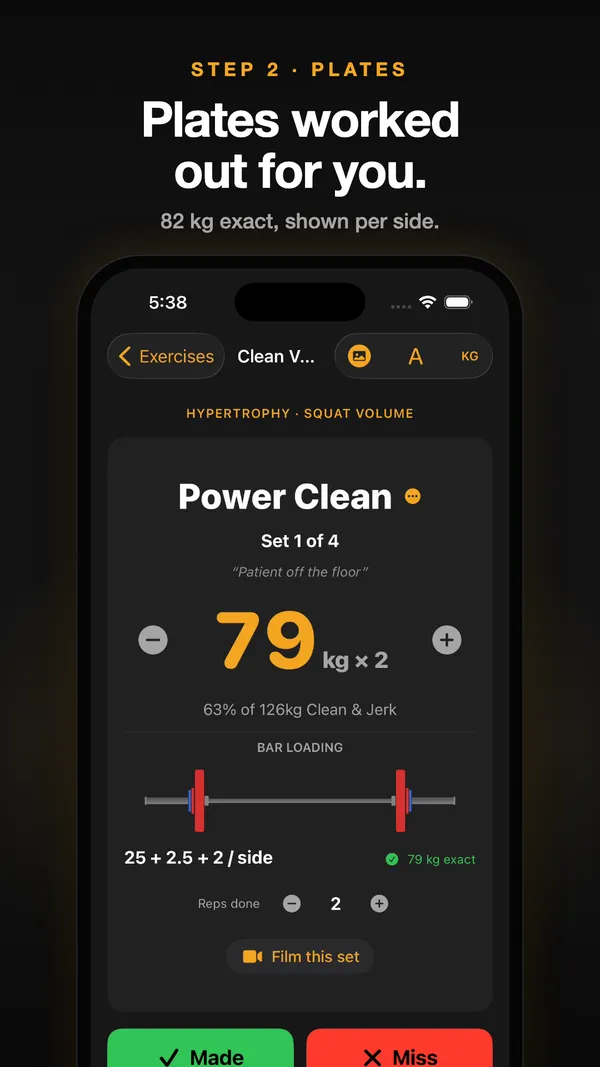 STEP 2 · PLATES
Plates worked
out for you.
82 kg exact, shown per side.
5:38
Exercises
Clean V...
A
KG
HYPERTROPHY · SQUAT VOLUME
Power Clean
Set 1 of 4
“Patient off the floor”
79 kg × 2
63% of 126kg Clean & Jerk
BAR LOADING
25 + 2.5 + 2 / side
79 kg exact
Reps done
2
Film this set
Made
Miss